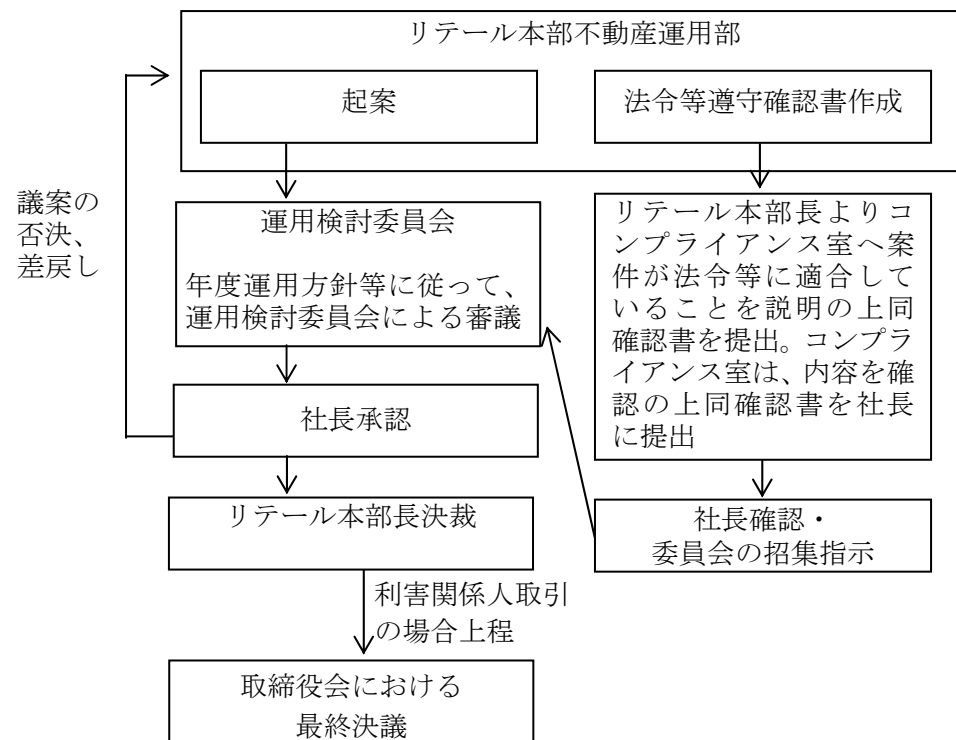 リテール本部不動産運用部
起案
法令等遵守確認書作成
議案の
否決、
差戻し
運用検討委員会
年度運用方針等に従って、
運用検討委員会による審議
リテール本部長よりコ
ンプライアンス室へ案
件が法令等に適合して
いることを説明の上同
確認書を提出。コンプラ
イアンス室は、内容を確
認の上同確認書を社長
に提出
社長承認
リテール本部長決裁
社長確認・
委員会の招集指示
利害関係人取引
の場合上程
取締役会における
最終決議